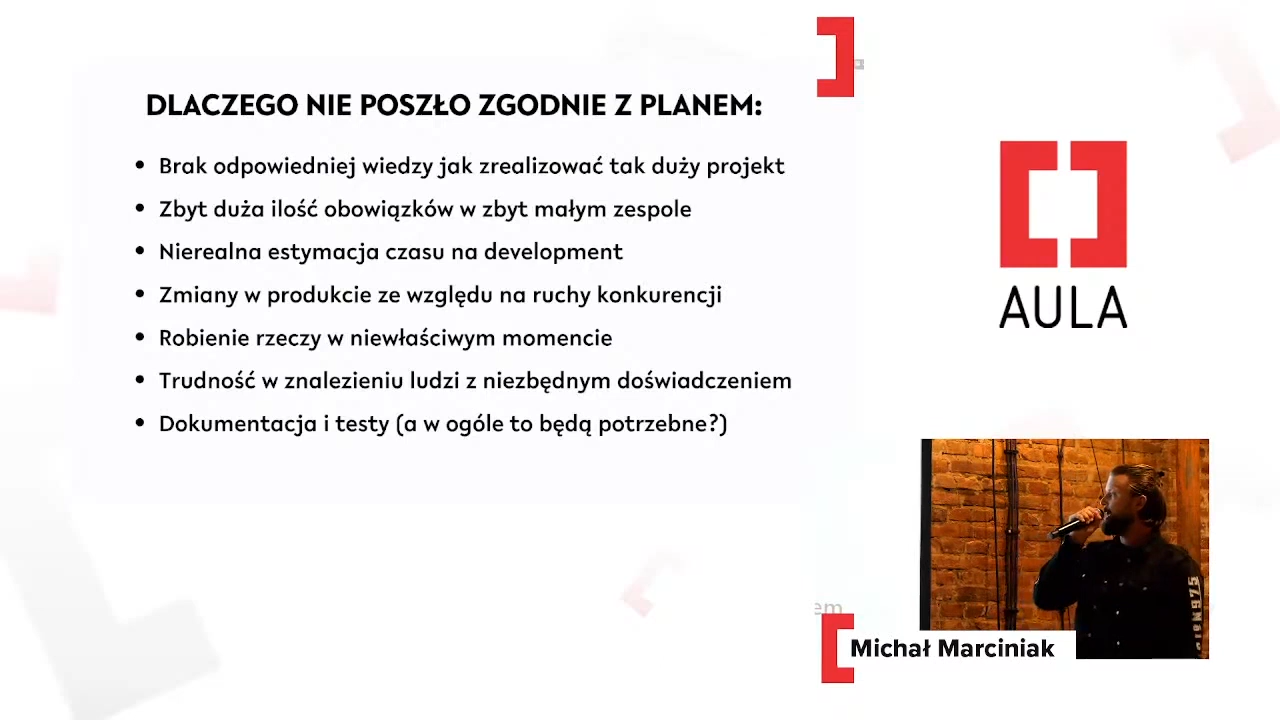 DLACZEGO NIE POSZŁO ZGODNIE Z PLANEM:
• Brak odpowiedniej wiedzy jak zrealizować tak duży projekt
• Zbyt duża ilość obowiązków w zbyt małym zespole
• Nierealna estymacja czasu na development
• Zmiany w produkcie ze względu na ruchy konkurencji
• Robienie rzeczy w niewłaściwym momencie
• Trudność w znalezieniu ludzi z niezbędnym doświadczeniem
• Dokumentacja i testy (a w ogóle to będą potrzebne?)
AULA
em
Michał Marciniak